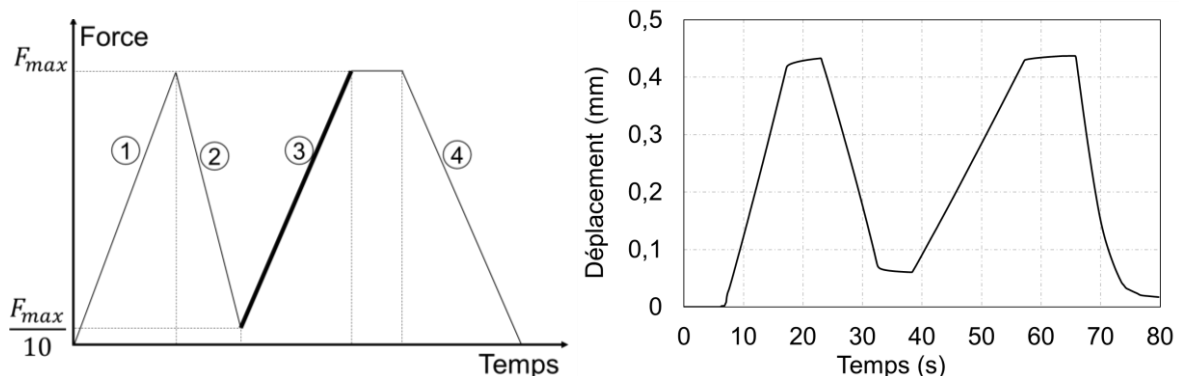 Force
F_max
①
②
③
④
F_max
10
Temps
Déplacement (mm)
0,5
0,4
0,3
0,2
0,1
0
0 10 20 30 40 50 60 70 80
Temps (s)